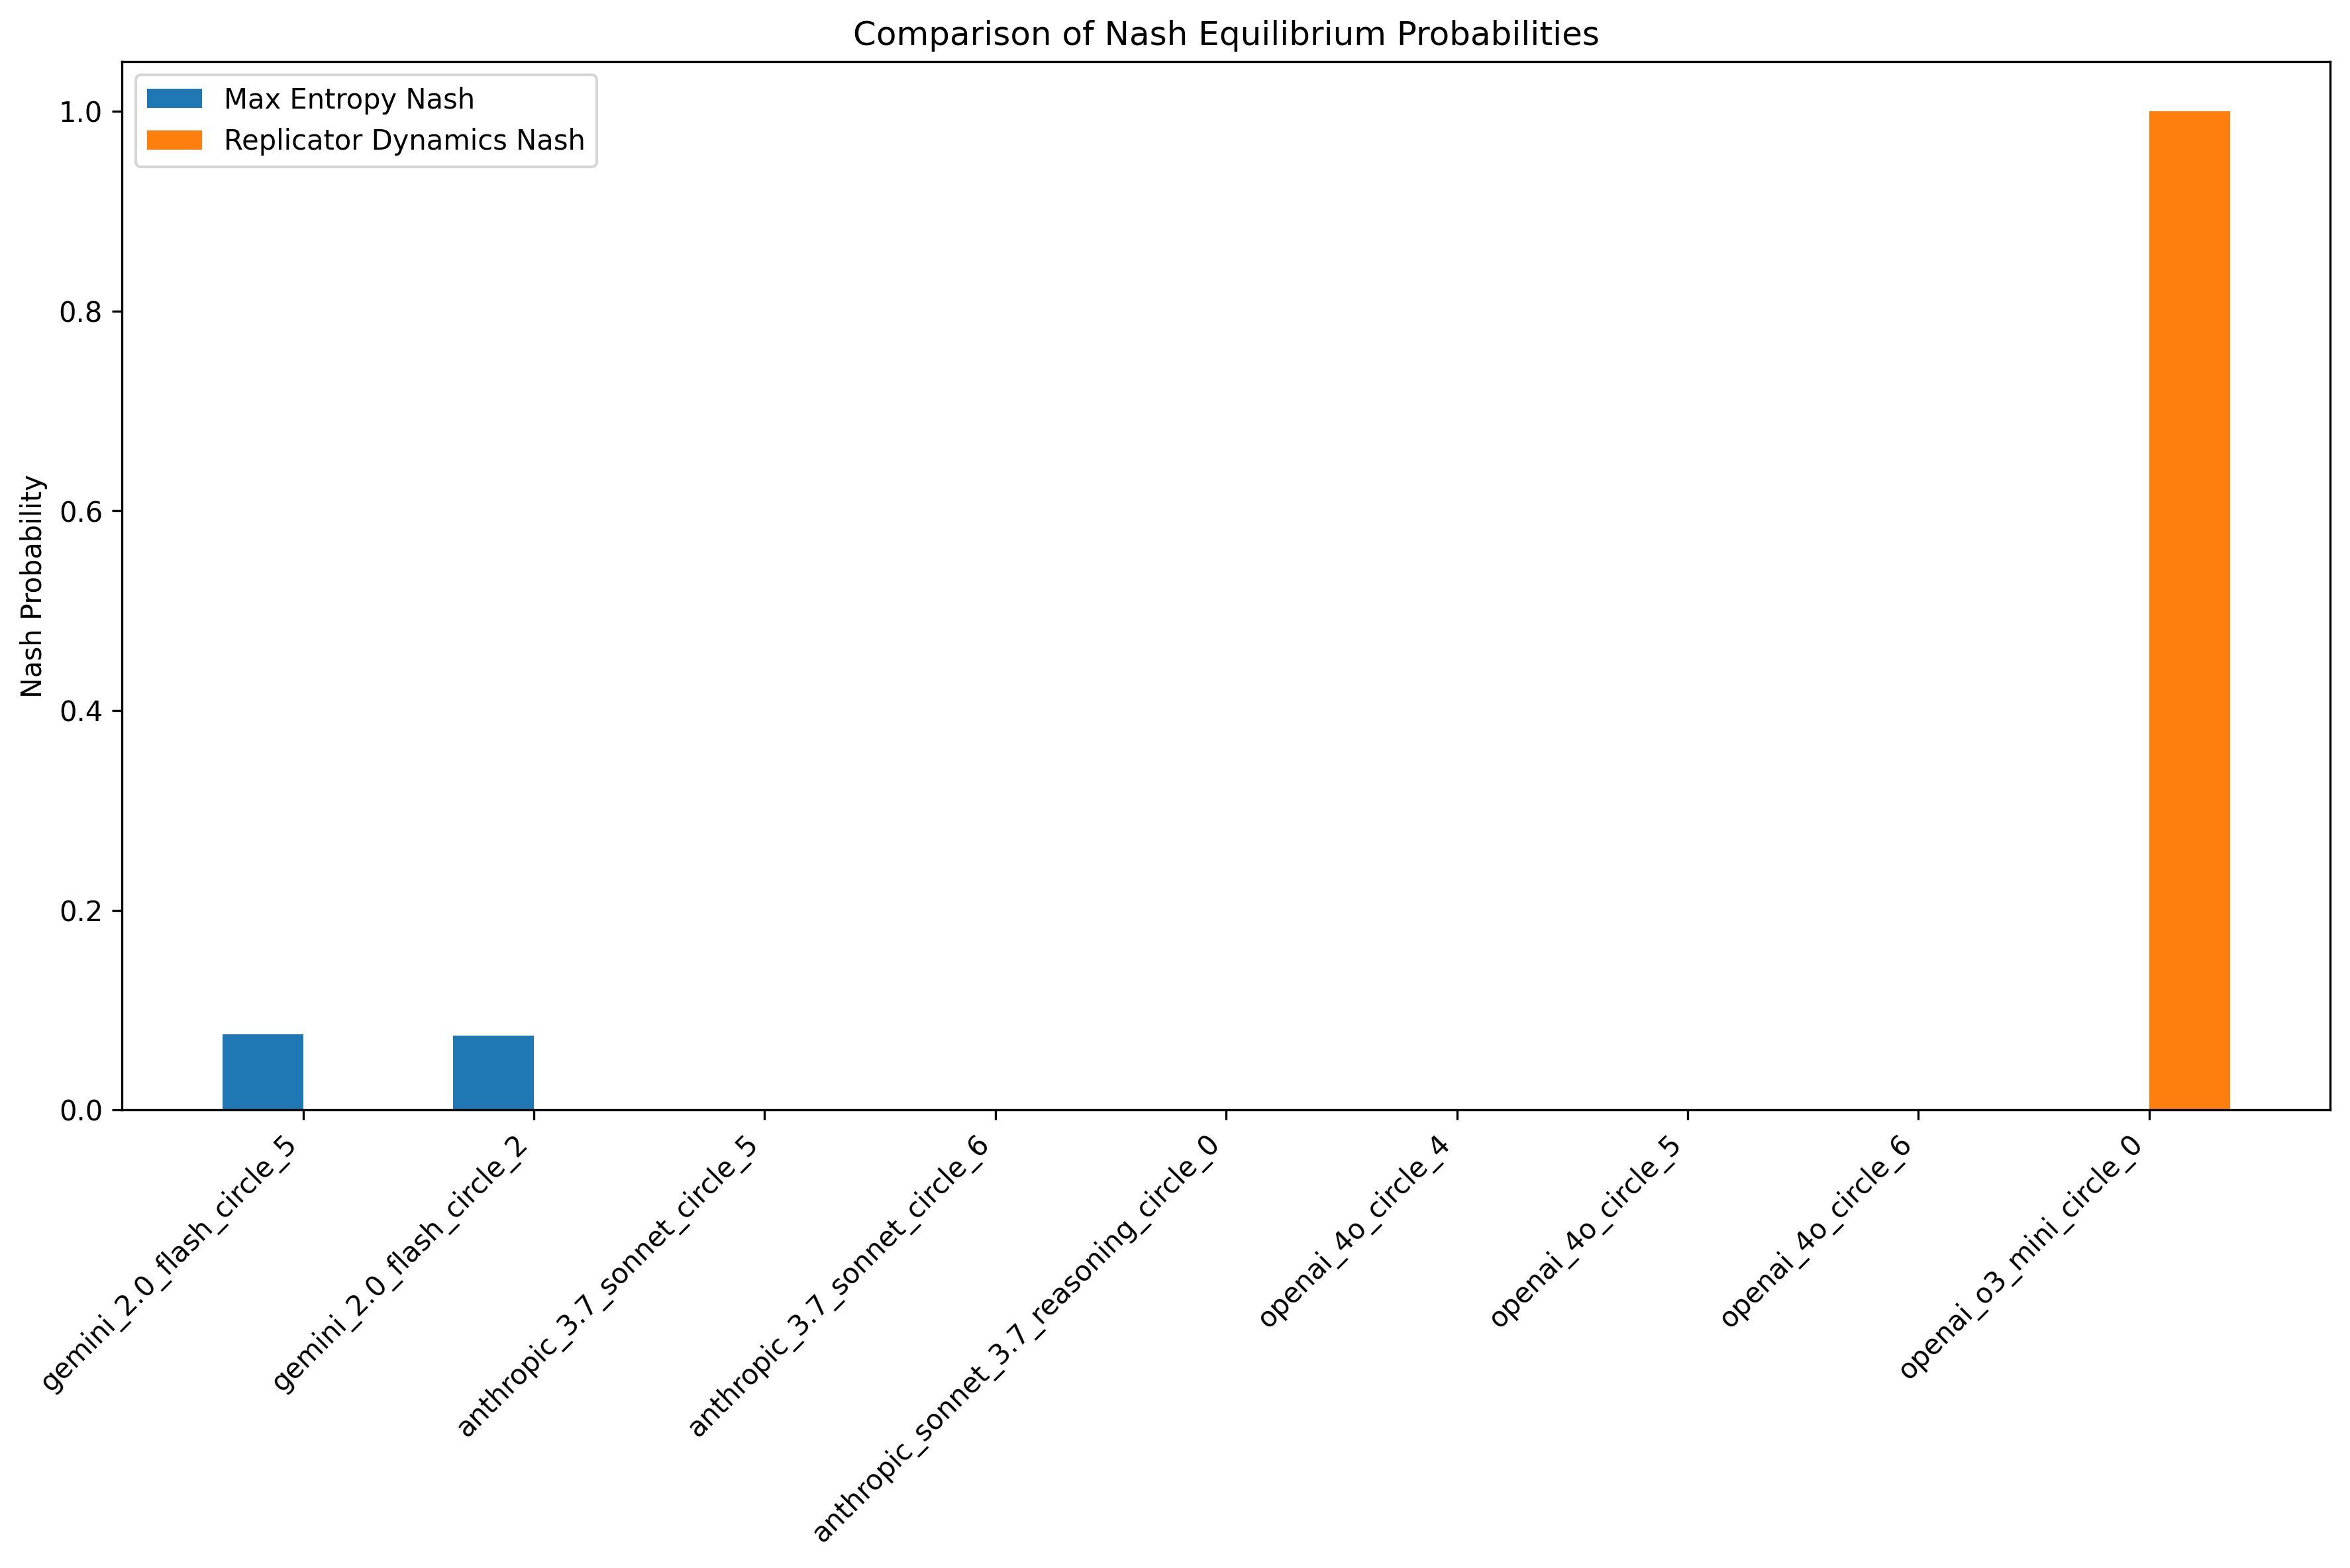 Comparison of Nash Equilibrium Probabilities
Max Entropy Nash
Replicator Dynamics Nash
Nash Probability
1.0
0.8
0.6
0.4
0.2
0.0
gemini_2.0_flash_circle_5
gemini_2.0_flash_circle_2
anthropic_3.7_sonnet_circle_5
anthropic_3.7_sonnet_circle_6
anthropic_sonnet_3.7_reasoning_circle_0
openai_4o_circle_4
openai_4o_circle_5
openai_4o_circle_6
openai_o3_mini_circle_0